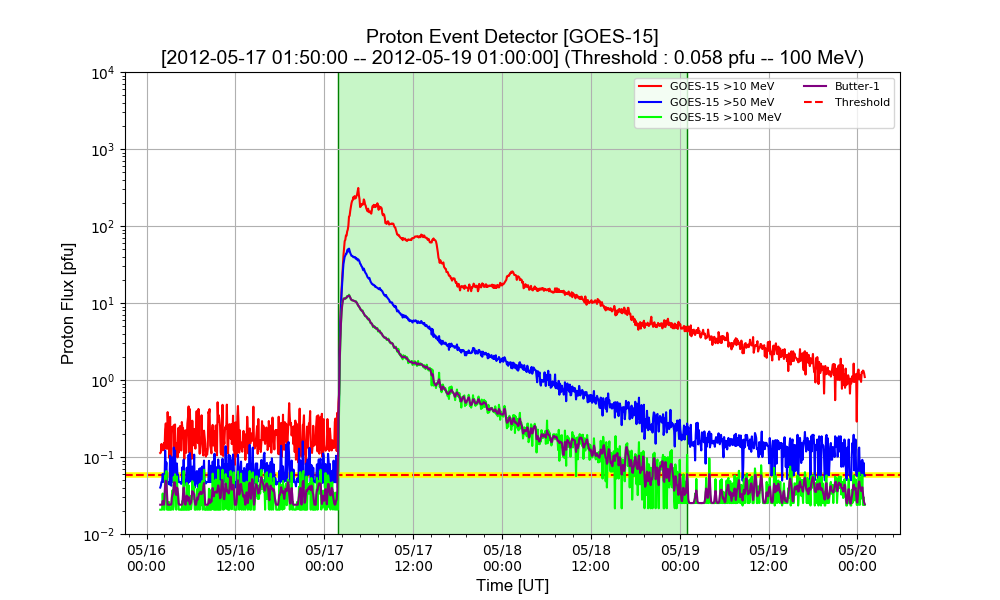 Proton Event Detector [GOES-15]
[2012-05-17 01:50:00 -- 2012-05-19 01:00:00] (Threshold : 0.058 pfu -- 100 MeV)
GOES-15 >10 MeV
GOES-15 >50 MeV
GOES-15 >100 MeV
Butter-1
Threshold
Proton Flux [pfu]
10^4
10^3
10^2
10^1
10^0
10^-1
10^-2
05/16 05/16 05/17 05/17 05/18 05/18 05/19 05/19 05/20
00:00 12:00 00:00 12:00 00:00 12:00 00:00 12:00 00:00
Time [UT]